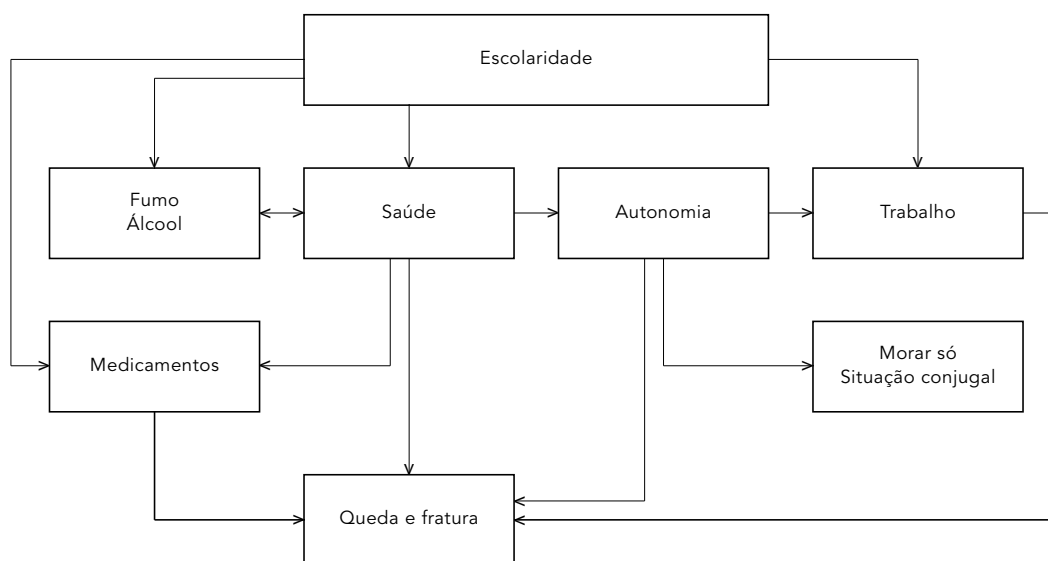 Escolaridade
Fumo
Álcool
Saúde
Autonomia
Trabalho
Medicamentos
Morar só
Situação conjugal
Queda e fratura